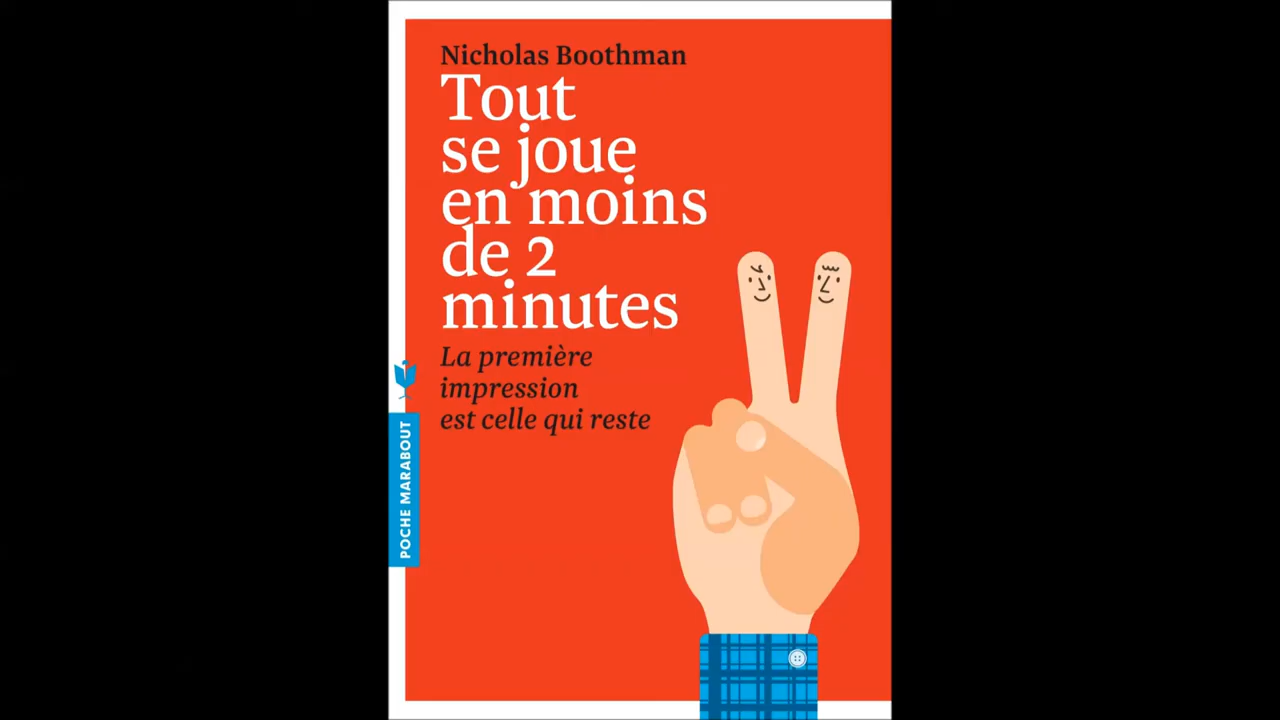 Nicholas Boothman
Tout
se joue
en moins
de 2
minutes
La première
impression
est celle qui reste
POCHE MARABOUT